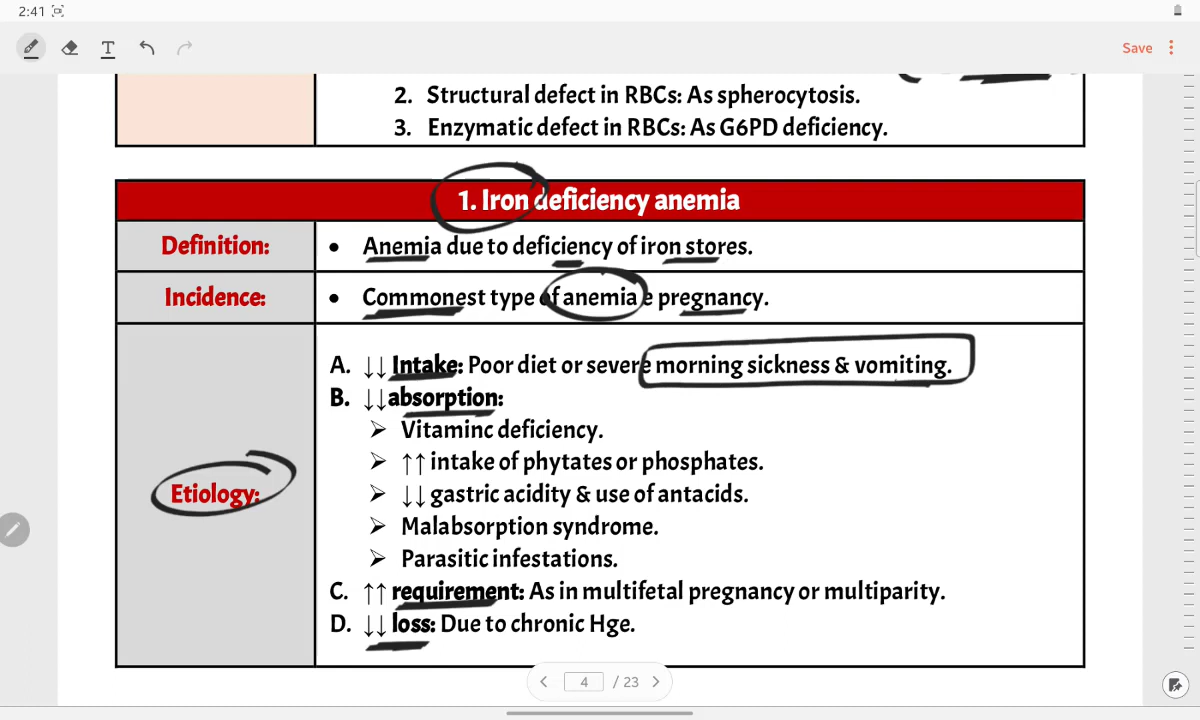 2:41
Save
2. Structural defect in RBCs: As spherocytosis.
3. Enzymatic defect in RBCs: As G6PD deficiency.
1. Iron deficiency anemia
Definition:
• Anemia due to deficiency of iron stores.
Incidence:
• Commonest type of anemia e pregnancy.
Etiology:
A. ↓↓ Intake: Poor diet or severe morning sickness & vomiting.
B. ↓↓absorption:
➢ Vitaminc deficiency.
➢ ↑↑ intake of phytates or phosphates.
➢ ↓↓ gastric acidity & use of antacids.
➢ Malabsorption syndrome.
➢ Parasitic infestations.
C. ↑↑ requirement: As in multifetal pregnancy or multiparity.
D. ↓↓ loss: Due to chronic Hge.
4 / 23